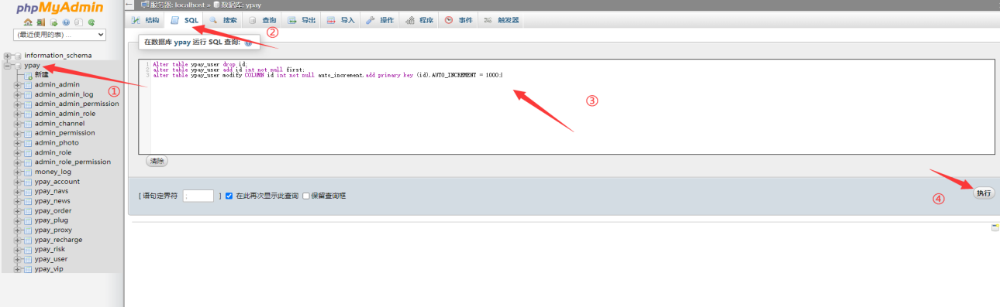 phpMyAdmin
(最近使用的表) ...
information_schema
ypay
新建
admin_admin
admin_admin_log
admin_admin_permission
admin_admin_role
admin_channel
admin_permission
admin_photo
admin_role
admin_role_permission
money_log
ypay_account
ypay_navs
ypay_news
ypay_order
ypay_plug
ypay_proxy
ypay_recharge
ypay_risk
ypay_user
ypay_vip
①
服务器: localhost » 数据库: ypay
结构 SQL 搜索 查询 导出 导入 操作 程序 事件 触发器
②
在数据库 ypay 运行 SQL 查询:
1 Alter table ypay_user drop id;
2 alter table ypay_user add id int not null first;
3 alter table ypay_user modify COLUMN id int not null auto_increment,add primary key (id),AUTO_INCREMENT = 1000;
③
清除
[ 语句定界符 ; ] 在此再次显示此查询 保留查询框
④
执行